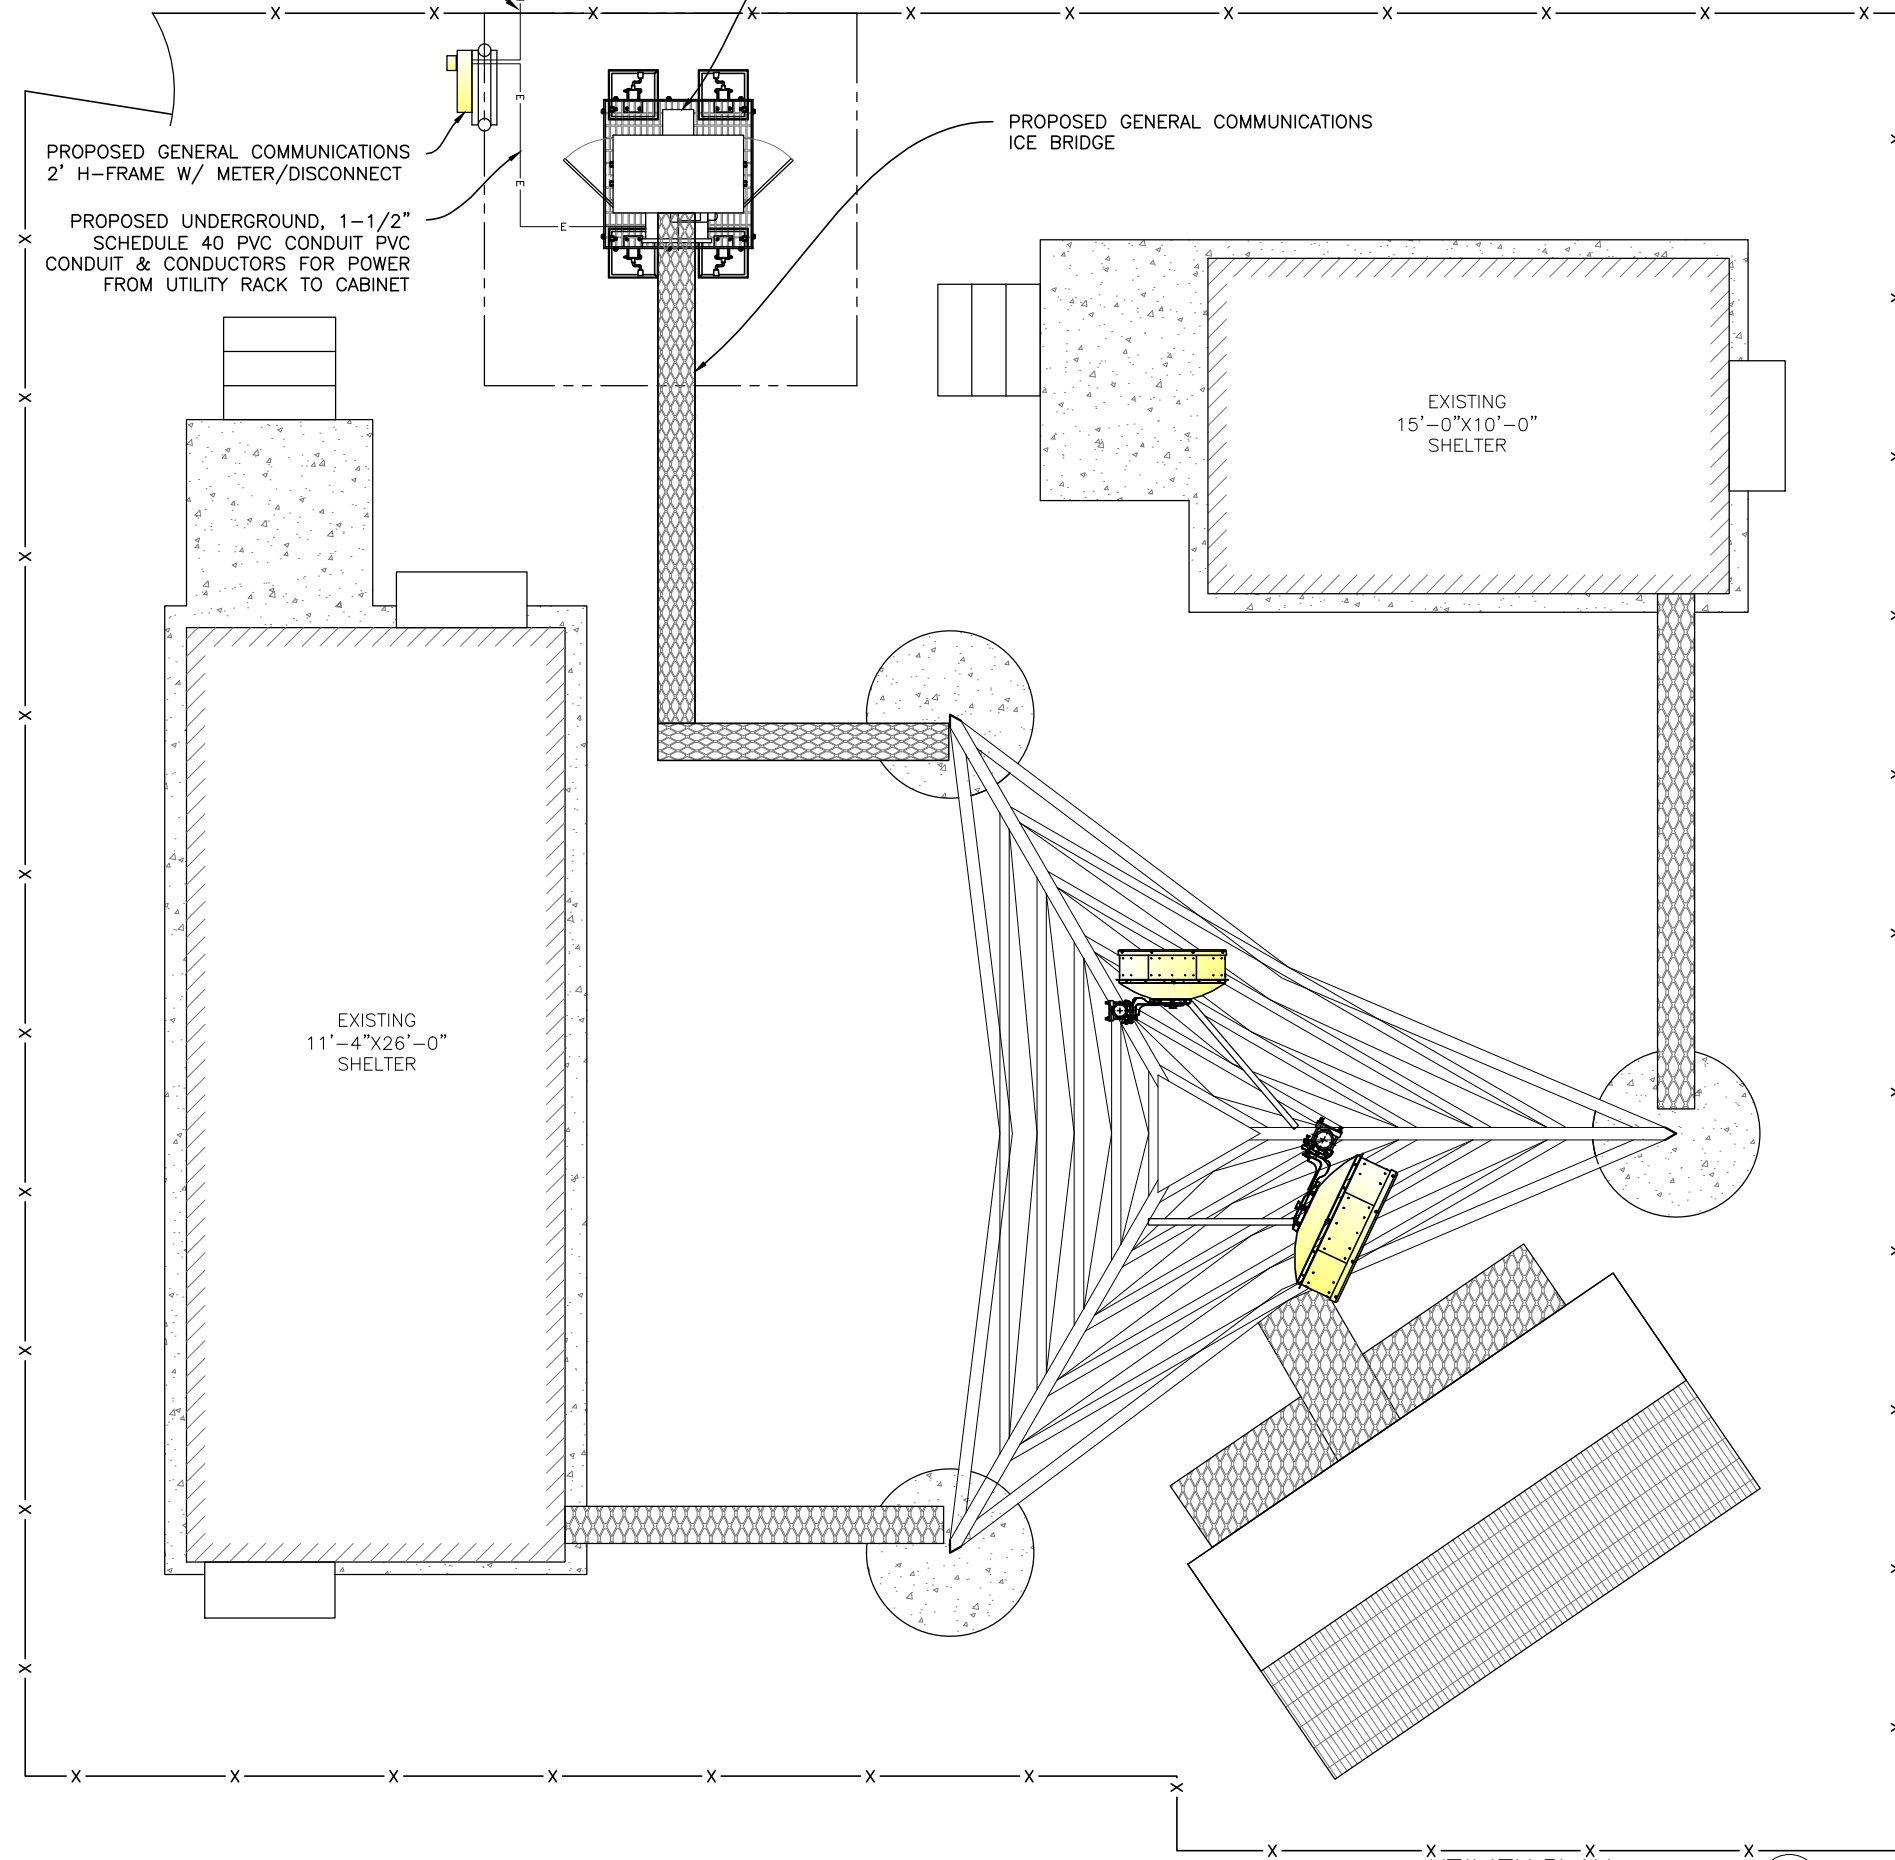 PROPOSED GENERAL COMMUNICATIONS
2' H-FRAME W/ METER/DISCONNECT
PROPOSED UNDERGROUND, 1-1/2"
SCHEDULE 40 PVC CONDUIT PVC
CONDUIT & CONDUCTORS FOR POWER
FROM UTILITY RACK TO CABINET
PROPOSED GENERAL COMMUNICATIONS
ICE BRIDGE
EXISTING
15'-0"X10'-0"
SHELTER
EXISTING
11'-4"X26'-0"
SHELTER